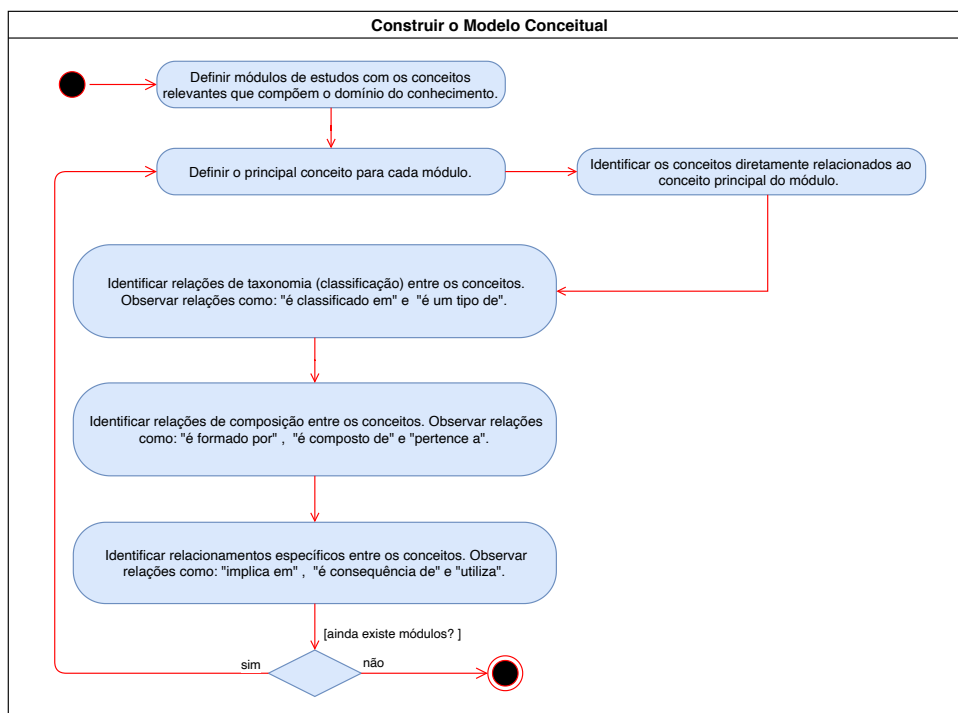 Construir o Modelo Conceitual
Definir módulos de estudos com os conceitos
relevantes que compõem o domínio do conhecimento.
Definir o principal conceito para cada módulo.
Identificar os conceitos diretamente relacionados ao
conceito principal do módulo.
Identificar relações de taxonomia (classificação) entre os conceitos.
Observar relações como: "é classificado em" e "é um tipo de".
Identificar relações de composição entre os conceitos. Observar relações
como: "é formado por" , "é composto de" e "pertence a".
Identificar relacionamentos específicos entre os conceitos. Observar
relações como: "implica em" , "é consequência de" e "utiliza".
[ainda existe módulos? ]
sim
não